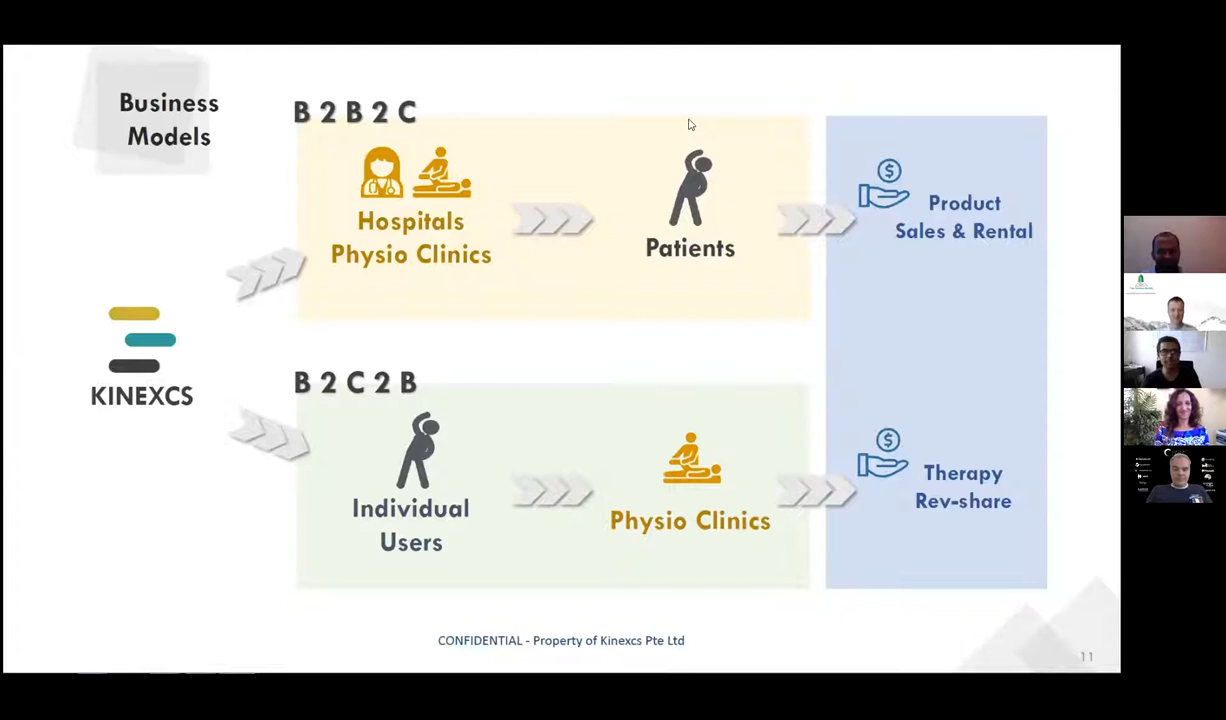 Business
Models
B 2 B 2 C
Hospitals
Physio Clinics
Patients
$
Product
Sales & Rental
KINEXCS
B 2 C 2 B
Individual
Users
Physio Clinics
$
Therapy
Rev-share
CONFIDENTIAL - Property of Kinexcs Pte Ltd
11